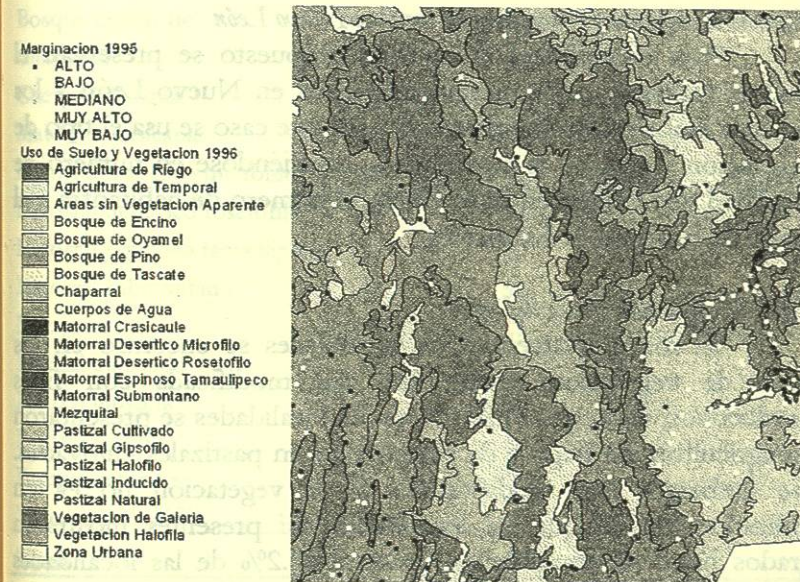 Marginacion 1995
ALTO
BAJO
MEDIANO
MUY ALTO
MUY BAJO
Uso de Suelo y Vegetacion 1996
Agricultura de Riego
Agricultura de Temporal
Areas sin Vegetacion Aparente
Bosque de Encino
Bosque de Oyamel
Bosque de Pino
Bosque de Tascate
Chaparral
Cuerpos de Agua
Matorral Crasicaule
Matorral Desertico Microfilo
Matorral Desertico Rosetofilo
Matorral Espinoso Tamaulipeco
Matorral Submontano
Mezquital
Pastizal Cultivado
Pastizal Gipsofilo
Pastizal Halofilo
Pastizal Inducido
Pastizal Natural
Vegetacion de Galeria
Vegetacion Halofila
Zona Urbana